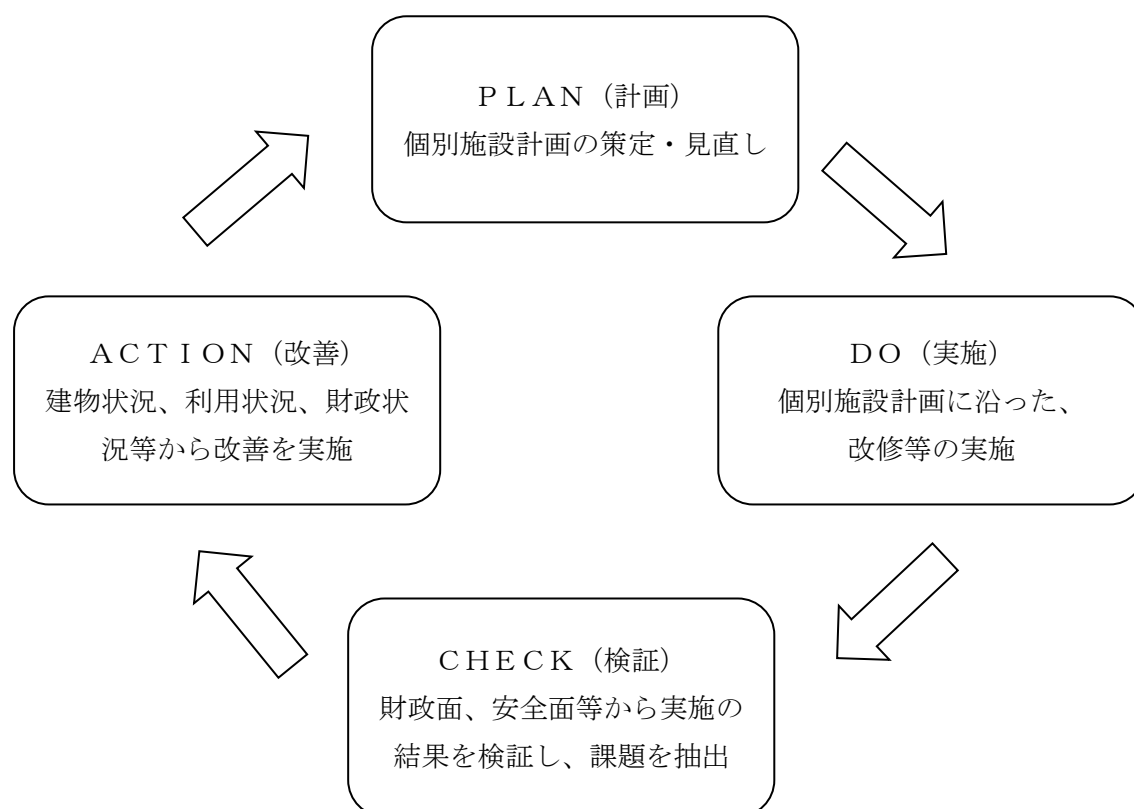 ＰＬＡＮ（計画）
個別施設計画の策定・見直し
ＡＣＴＩＯＮ（改善）
建物状況、利用状況、財政状
況等から改善を実施
ＤＯ（実施）
個別施設計画に沿った、
改修等の実施
ＣＨＥＣＫ（検証）
財政面、安全面等から実施の
結果を検証し、課題を抽出